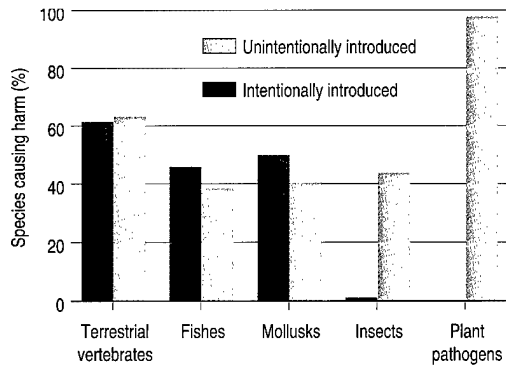 100
80
60
40
20
0
Species causing harm (%)
Unintentionally introduced
Intentionally introduced
Terrestrial
vertebrates
Fishes
Mollusks
Insects
Plant
pathogens